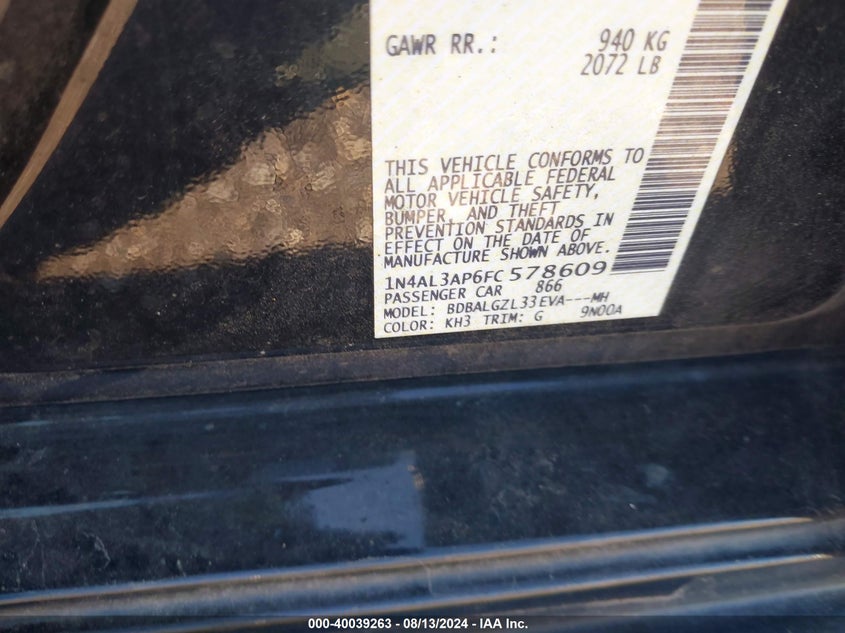 GAWR RR.: 940 KG
2072 LB
THIS VEHICLE CONFORMS TO
ALL APPLICABLE FEDERAL
MOTOR VEHICLE SAFETY,
BUMPER, AND THEFT
PREVENTION STANDARDS IN
EFFECT ON THE DATE OF
MANUFACTURE SHOWN ABOVE.
1N4AL3AP6FC578609
PASSENGER CAR 866
MODEL: BDBALGZL33EVA---MH
COLOR: KH3 TRIM: G 9N00A
000-40039263 - 08/13/2024 - IAA Inc.